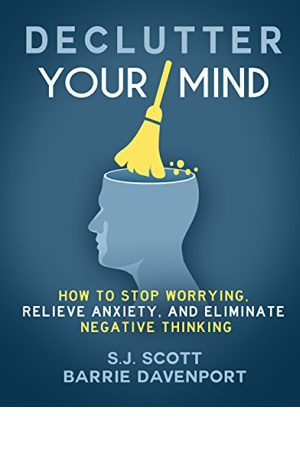 DECLUTTER
YOUR MIND
HOW TO STOP WORRYING,
RELIEVE ANXIETY, AND ELIMINATE
NEGATIVE THINKING
S.J. SCOTT
BARRIE DAVENPORT